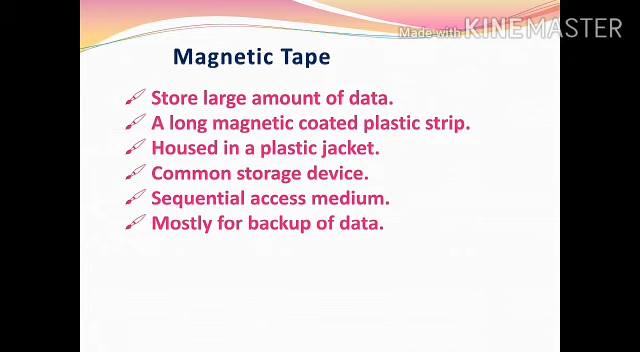 Made with KINEMASTER
Magnetic Tape
Store large amount of data.
A long magnetic coated plastic strip.
Housed in a plastic jacket.
Common storage device.
Sequential access medium.
Mostly for backup of data.